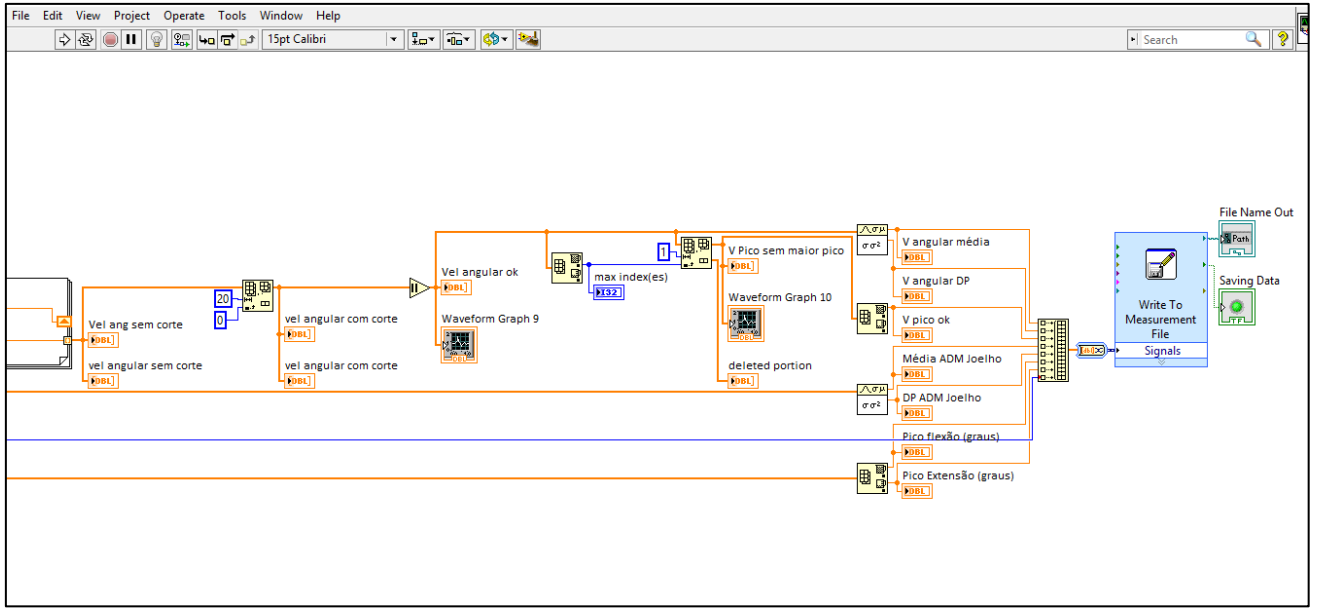 File Edit View Project Operate Tools Window Help
15pt Calibri
Search
File Name Out
Path
Saving Data
TF
Write To
Measurement
File
Signals
V angular média
DBL
V angular DP
DBL
V pico ok
DBL
Média ADM Joelho
DBL
DP ADM Joelho
DBL
Pico flexão (graus)
DBL
Pico Extensão (graus)
DBL
σσ²
σσ²
1
V Pico sem maior pico
DBL]
Waveform Graph 10
DBL
deleted portion
DBL]
max index(es)
I32
Vel angular ok
DBL]
Waveform Graph 9
DBL
20
0
vel angular com corte
DBL]
vel angular com corte
DBL]
Vel ang sem corte
DBL]
vel angular sem corte
DBL]